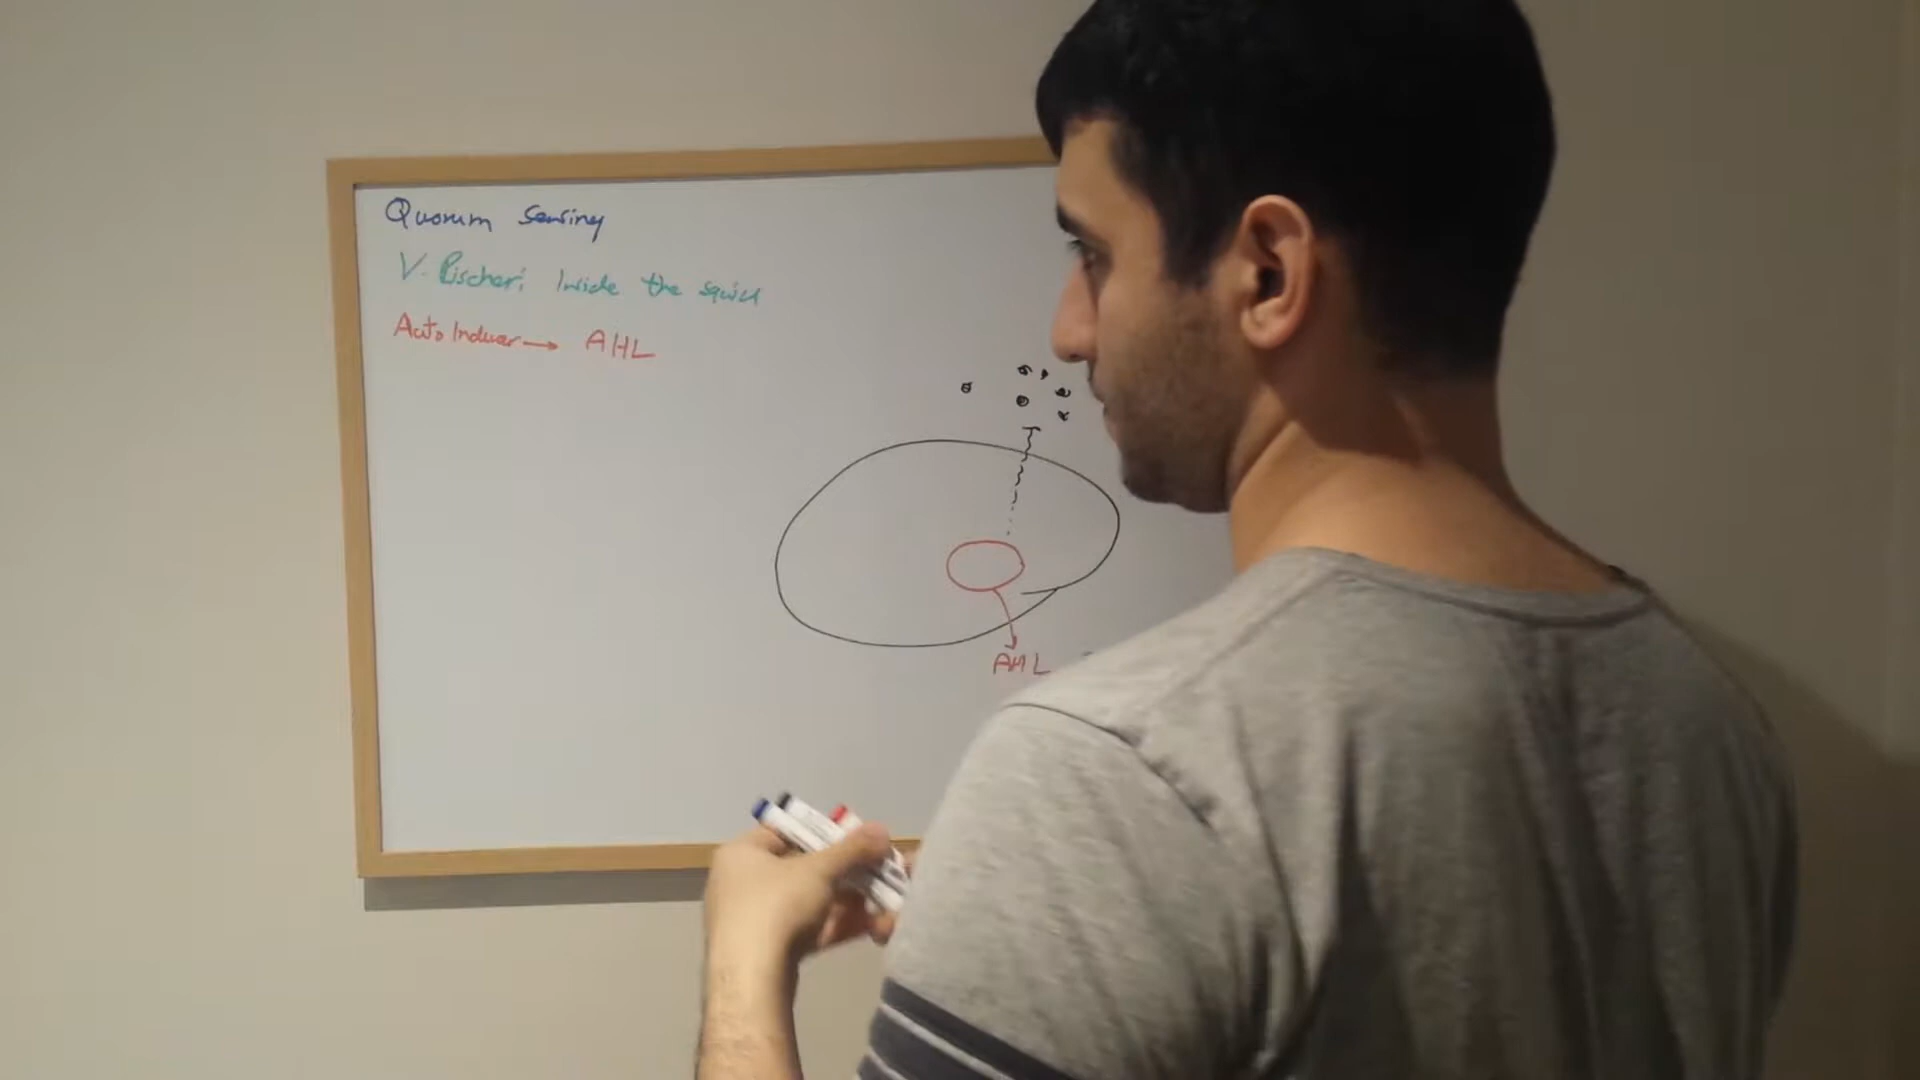 Quorum Sensing
V. Fischeri Inside the squid
Auto Inducer → AHL
AHL